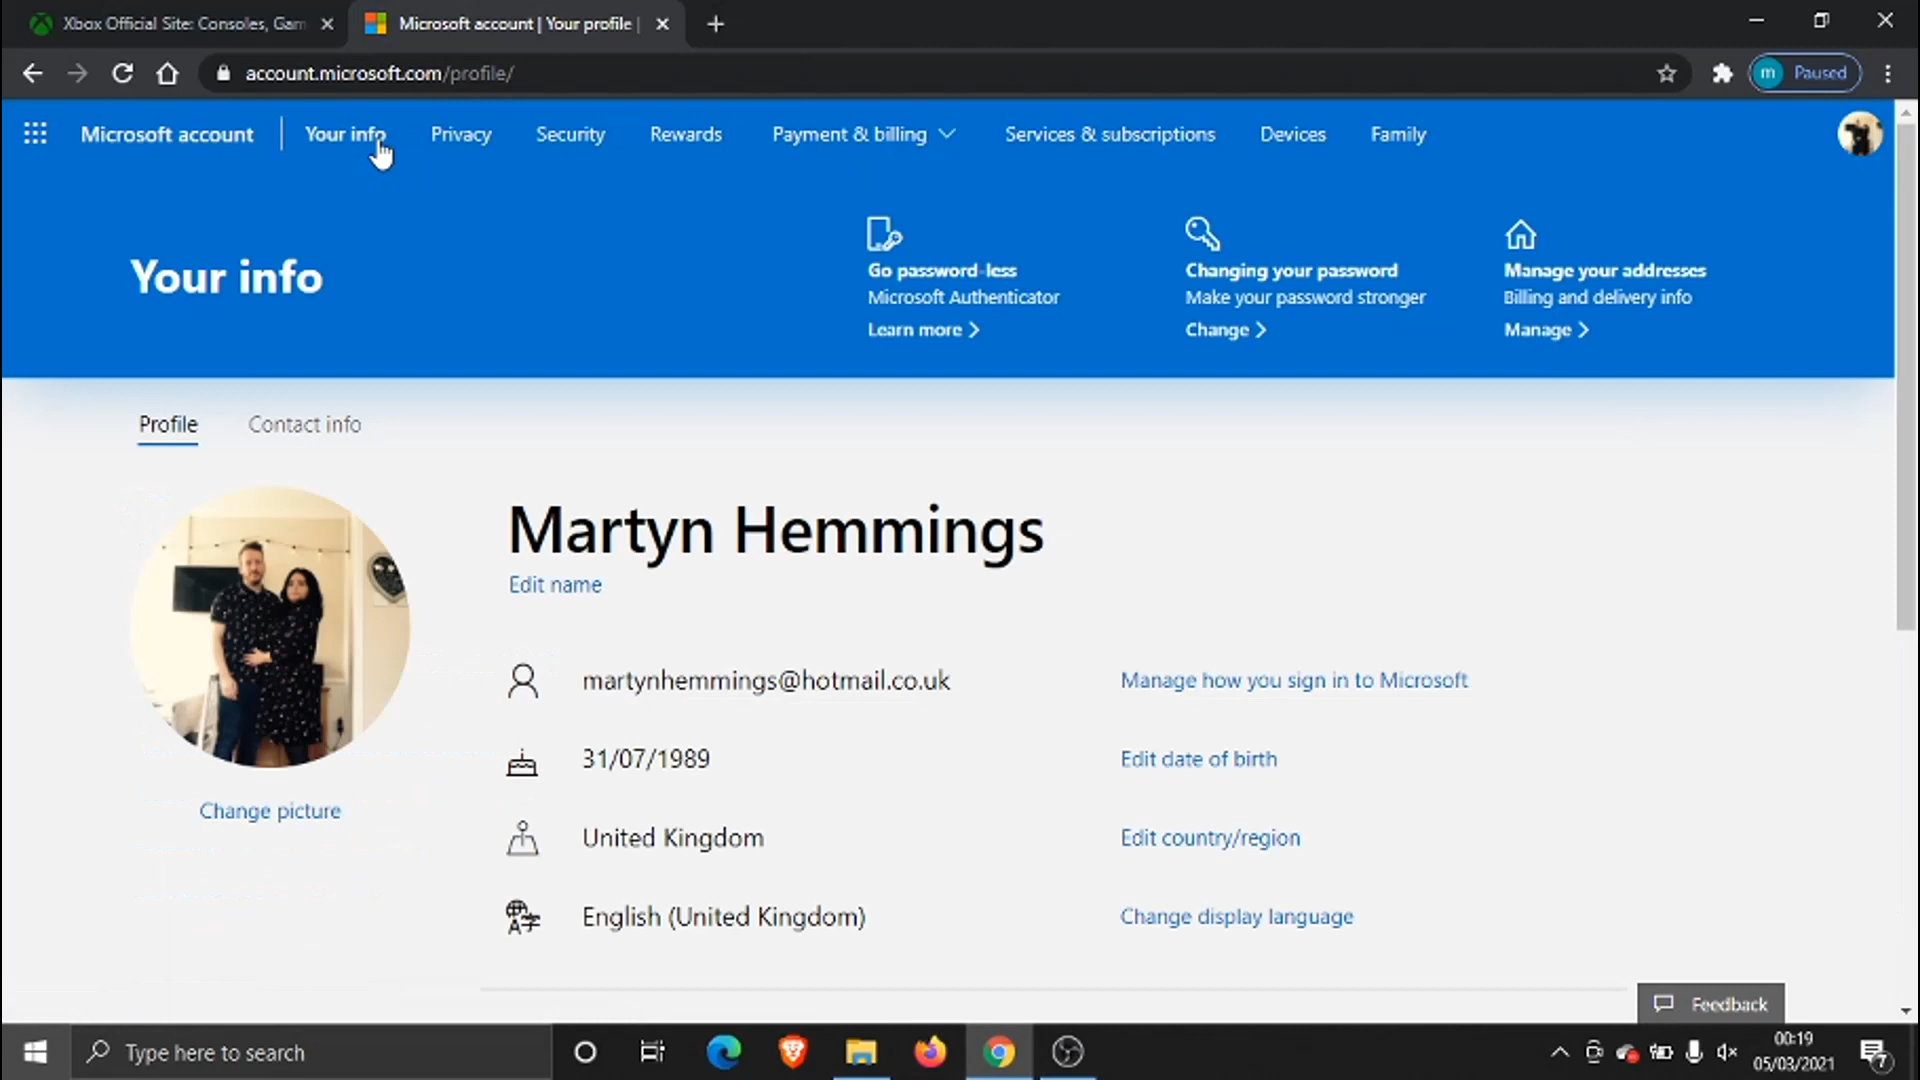 Xbox Official Site: Consoles, Gam
Microsoft account | Your profile |
account.microsoft.com/profile/
m Paused
Microsoft account Your info Privacy Security Rewards Payment & billing Services & subscriptions Devices Family
Your info
Go password-less
Microsoft Authenticator
Learn more
Changing your password
Make your password stronger
Change
Manage your addresses
Billing and delivery info
Manage
Profile Contact info
Martyn Hemmings
Edit name
martynhemmings@hotmail.co.uk Manage how you sign in to Microsoft
31/07/1989 Edit date of birth
Change picture
United Kingdom Edit country/region
English (United Kingdom) Change display language
Feedback
Type here to search
00:19
05/03/2021
7